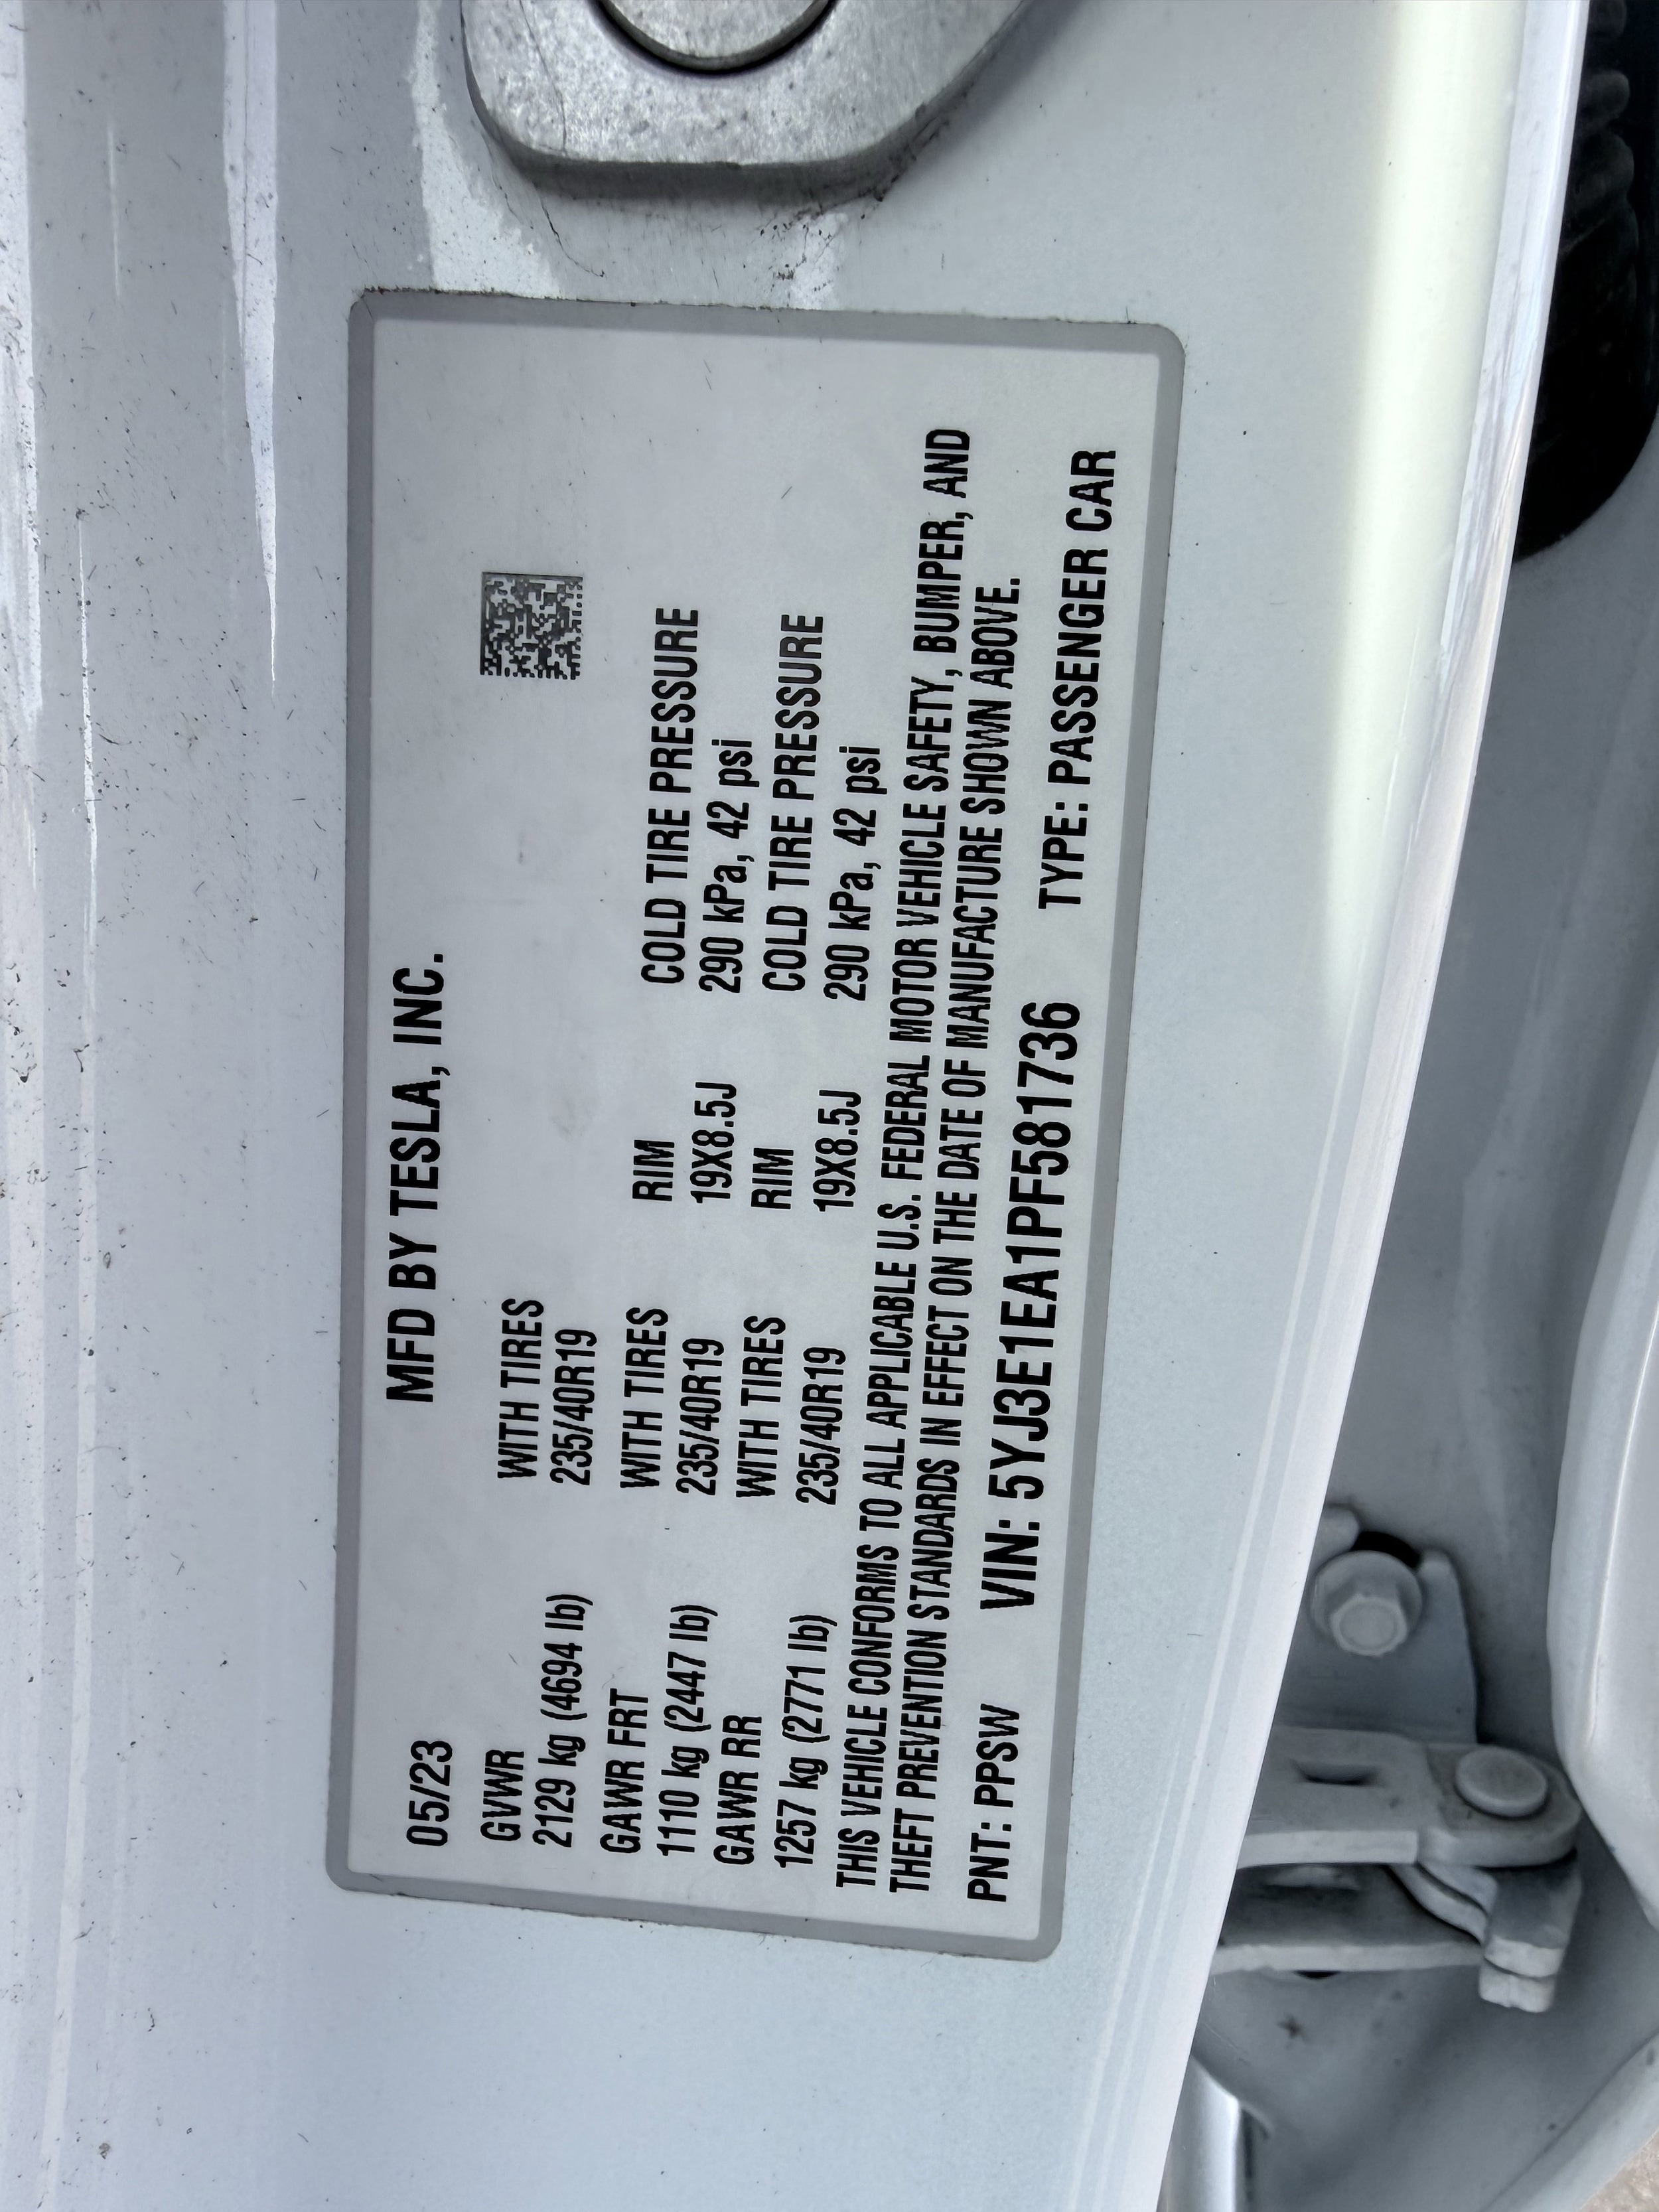 05/23 MFD BY TESLA, INC.
GVWR WITH TIRES
2129 kg (4694 lb) 235/40R19
GAWR FRT WITH TIRES RIM COLD TIRE PRESSURE
1110 kg (2447 lb) 235/40R19 19X8.5J 290 kPa, 42 psi
GAWR RR WITH TIRES RIM COLD TIRE PRESSURE
1257 kg (2771 lb) 235/40R19 19X8.5J 290 kPa, 42 psi
THIS VEHICLE CONFORMS TO ALL APPLICABLE U.S. FEDERAL MOTOR VEHICLE SAFETY, BUMPER, AND
THEFT PREVENTION STANDARDS IN EFFECT ON THE DATE OF MANUFACTURE SHOWN ABOVE.
PNT: PPSW VIN: 5YJ3E1EA1PF581736 TYPE: PASSENGER CAR